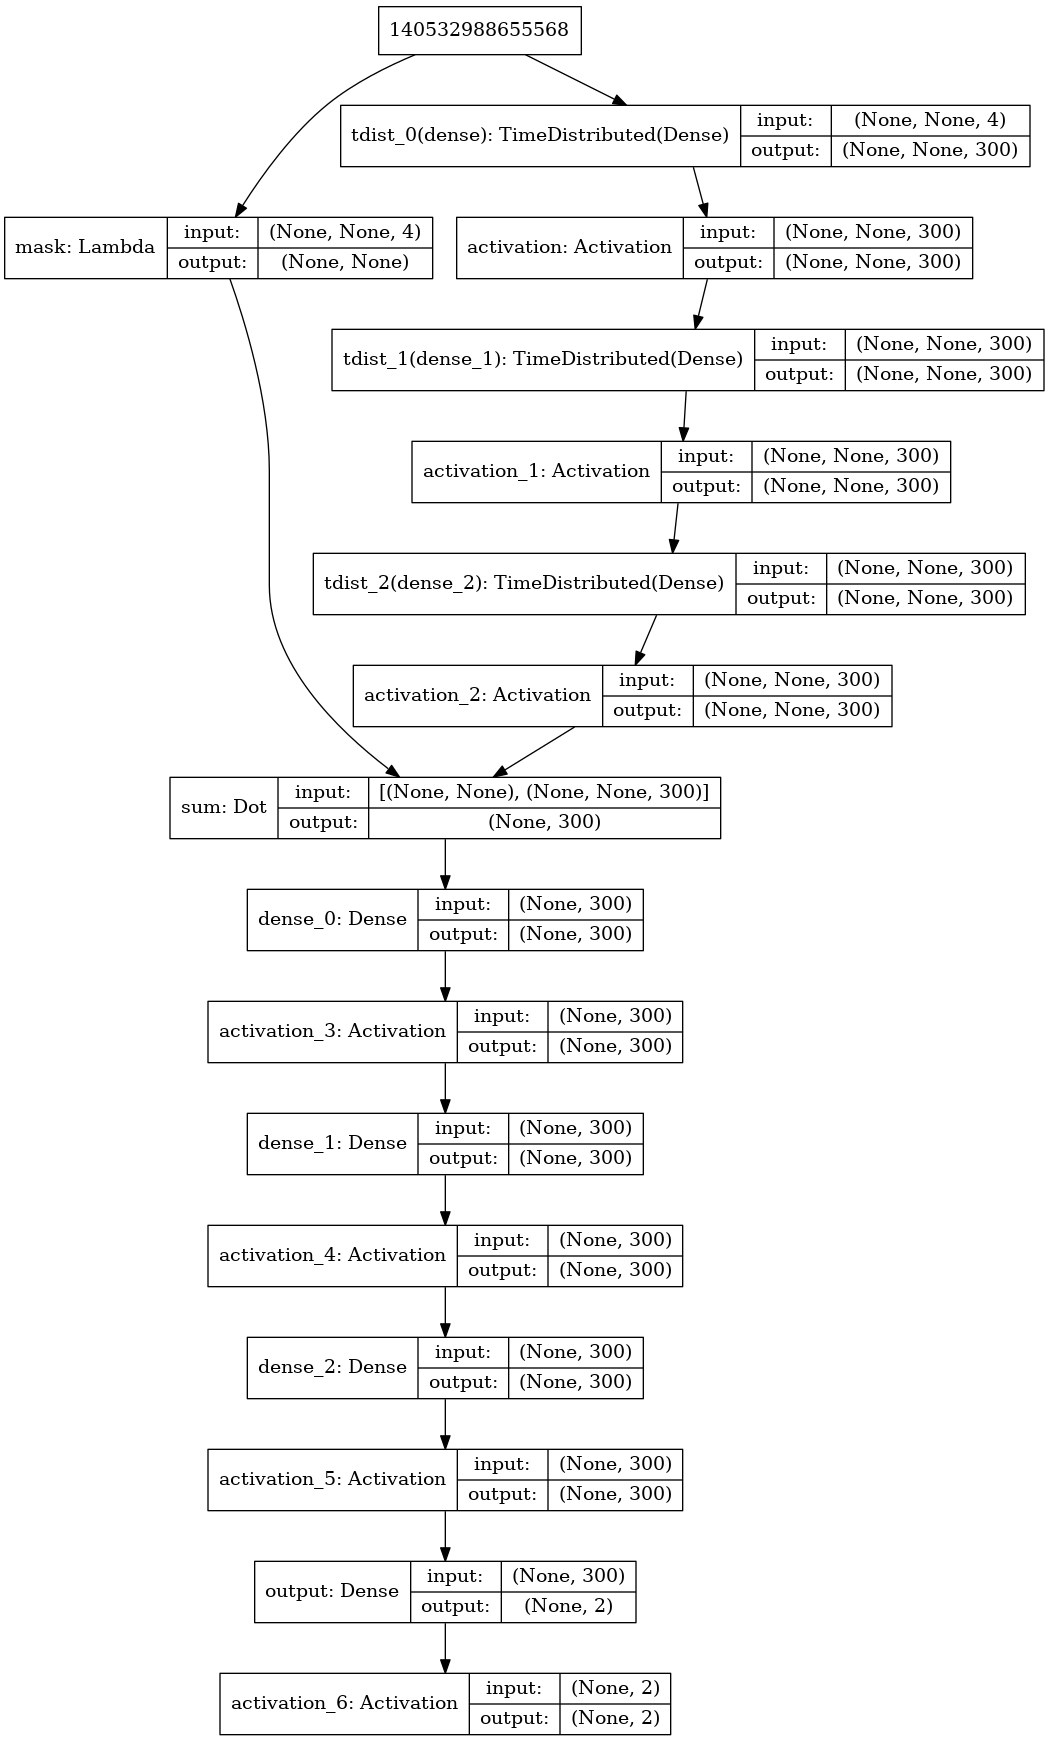 140532988655568
tdist_0(dense): TimeDistributed(Dense)
input:
(None, None, 4)
output:
(None, None, 300)
mask: Lambda
input:
(None, None, 4)
output:
(None, None)
activation: Activation
input:
(None, None, 300)
output:
(None, None, 300)
tdist_1(dense_1): TimeDistributed(Dense)
input:
(None, None, 300)
output:
(None, None, 300)
activation_1: Activation
input:
(None, None, 300)
output:
(None, None, 300)
tdist_2(dense_2): TimeDistributed(Dense)
input:
(None, None, 300)
output:
(None, None, 300)
activation_2: Activation
input:
(None, None, 300)
output:
(None, None, 300)
sum: Dot
input:
[(None, None), (None, None, 300)]
output:
(None, 300)
dense_0: Dense
input:
(None, 300)
output:
(None, 300)
activation_3: Activation
input:
(None, 300)
output:
(None, 300)
dense_1: Dense
input:
(None, 300)
output:
(None, 300)
activation_4: Activation
input:
(None, 300)
output:
(None, 300)
dense_2: Dense
input:
(None, 300)
output:
(None, 300)
activation_5: Activation
input:
(None, 300)
output:
(None, 300)
output: Dense
input:
(None, 300)
output:
(None, 2)
activation_6: Activation
input:
(None, 2)
output:
(None, 2)